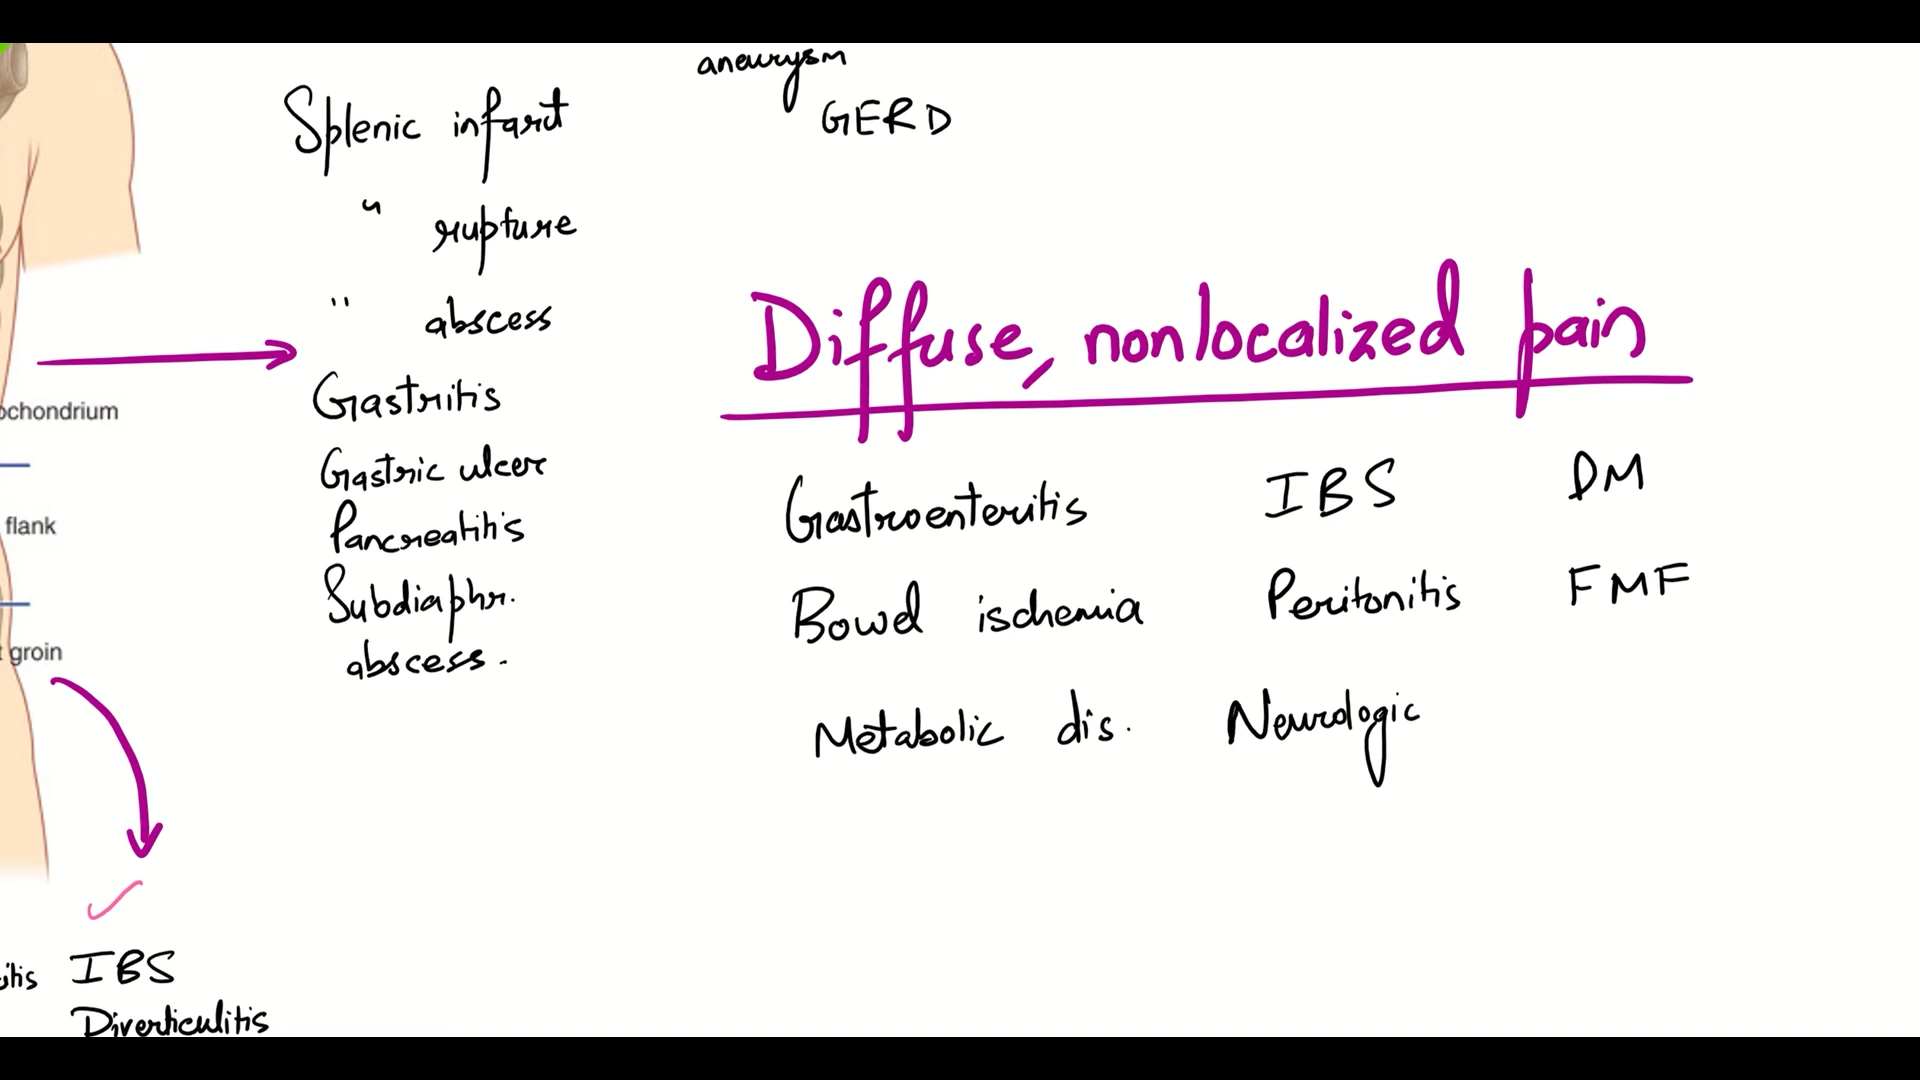 aneurysm
GERD
Splenic infarct
" rupture
" abscess
Gastritis
Gastric ulcer
Pancreatitis
Subdiaphr.
abscess.
ochondrium
flank
groin
Diffuse, nonlocalized pain
Gastroenteritis IBS DM
Bowel ischemia Peritonitis FMF
Metabolic dis. Neurologic
IBS
Diverticulitis